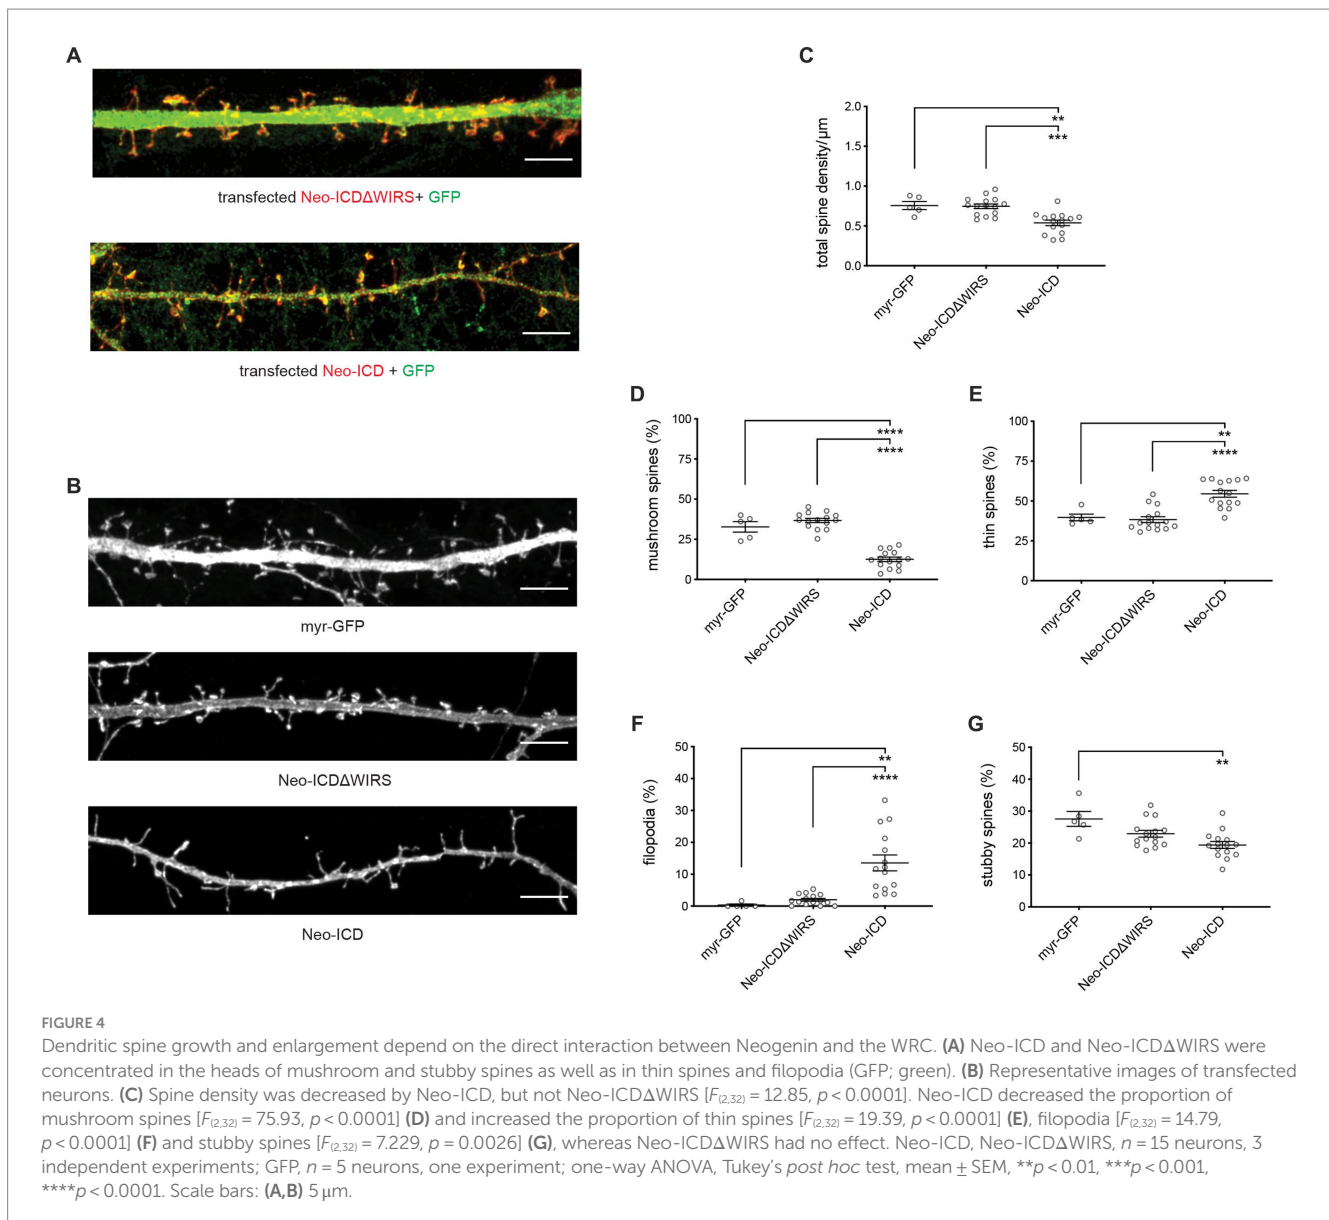 A
transfected Neo-ICDΔWIRS+ GFP
transfected Neo-ICD + GFP
B
myr-GFP
Neo-ICDΔWIRS
Neo-ICD
C
total spine density/µm
2.0
1.5
1.0
0.5
0.0
**
***
myr-GFP
Neo-ICDΔWIRS
Neo-ICD
D
mushroom spines (%)
100
75
50
25
0
****
****
myr-GFP
Neo-ICDΔWIRS
Neo-ICD
E
thin spines (%)
100
75
50
25
0
**
****
myr-GFP
Neo-ICDΔWIRS
Neo-ICD
F
filopodia (%)
50
40
30
20
10
0
**
****
myr-GFP
Neo-ICDΔWIRS
Neo-ICD
G
stubby spines (%)
50
40
30
20
10
0
**
myr-GFP
Neo-ICDΔWIRS
Neo-ICD
FIGURE 4
Dendritic spine growth and enlargement depend on the direct interaction between Neogenin and the WRC. (A) Neo-ICD and Neo-ICDΔWIRS were
concentrated in the heads of mushroom and stubby spines as well as in thin spines and filopodia (GFP; green). (B) Representative images of transfected
neurons. (C) Spine density was decreased by Neo-ICD, but not Neo-ICDΔWIRS [F(2,32) = 12.85, p < 0.0001]. Neo-ICD decreased the proportion of
mushroom spines [F(2,32) = 75.93, p < 0.0001] (D) and increased the proportion of thin spines [F(2,32) = 19.39, p < 0.0001] (E), filopodia [F(2,32) = 14.79,
p < 0.0001] (F) and stubby spines [F(2,32) = 7.229, p = 0.0026] (G), whereas Neo-ICDΔWIRS had no effect. Neo-ICD, Neo-ICDΔWIRS, n = 15 neurons, 3
independent experiments; GFP, n = 5 neurons, one experiment; one-way ANOVA, Tukey's post hoc test, mean ± SEM, **p < 0.01, ***p < 0.001,
****p < 0.0001. Scale bars: (A,B) 5 µm.